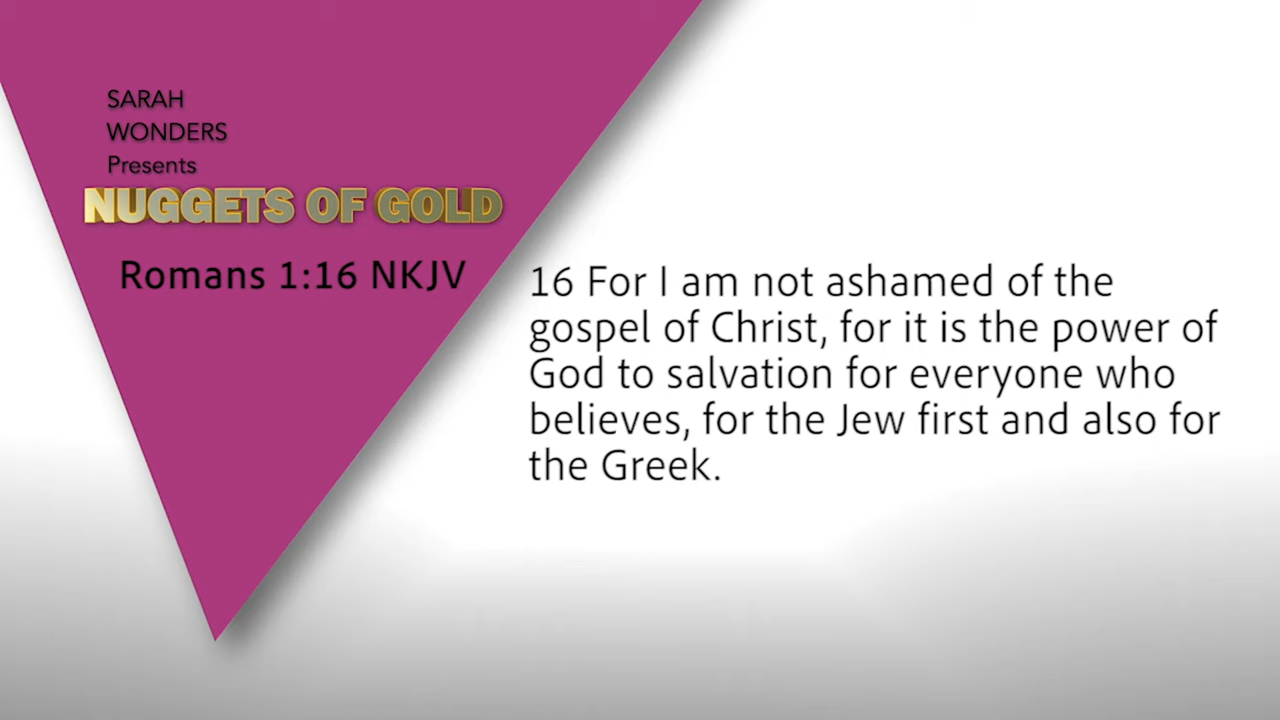 SARAH
WONDERS
Presents
NUGGETS OF GOLD
Romans 1:16 NKJV
16 For I am not ashamed of the
gospel of Christ, for it is the power of
God to salvation for everyone who
believes, for the Jew first and also for
the Greek.